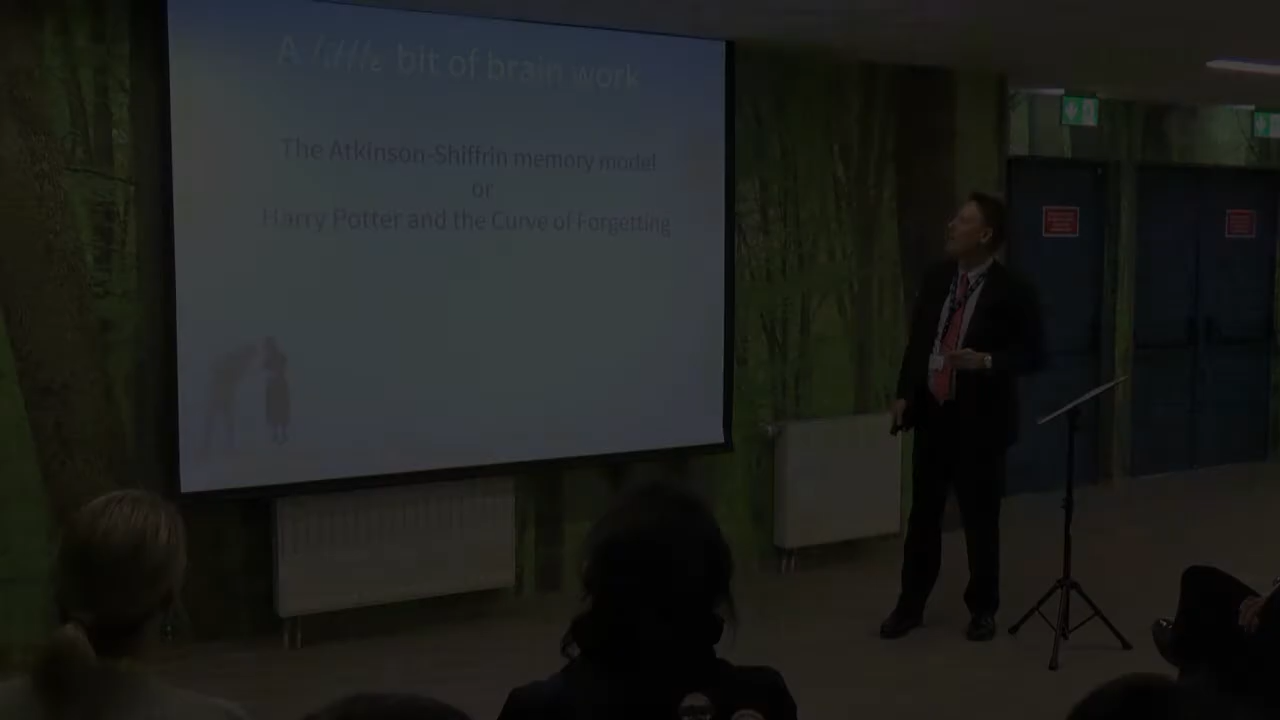 A little bit of brain work
The Atkinson-Shiffrin memory model
or
Harry Potter and the Curve of Forgetting